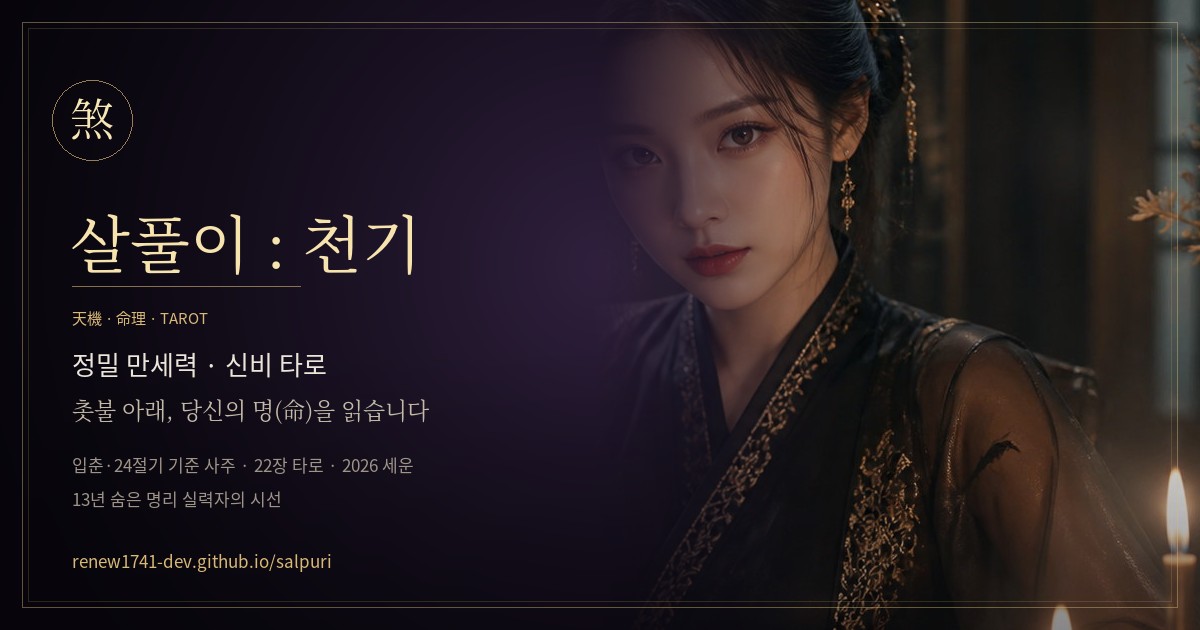 煞
살풀이 : 천기
天機 · 命理 · TAROT
정밀 만세력 · 신비 타로
촛불 아래, 당신의 명(命)을 읽습니다
입춘·24절기 기준 사주 · 22장 타로 · 2026 세운
13년 숨은 명리 실력자의 시선
renew1741-dev.github.io/salpuri